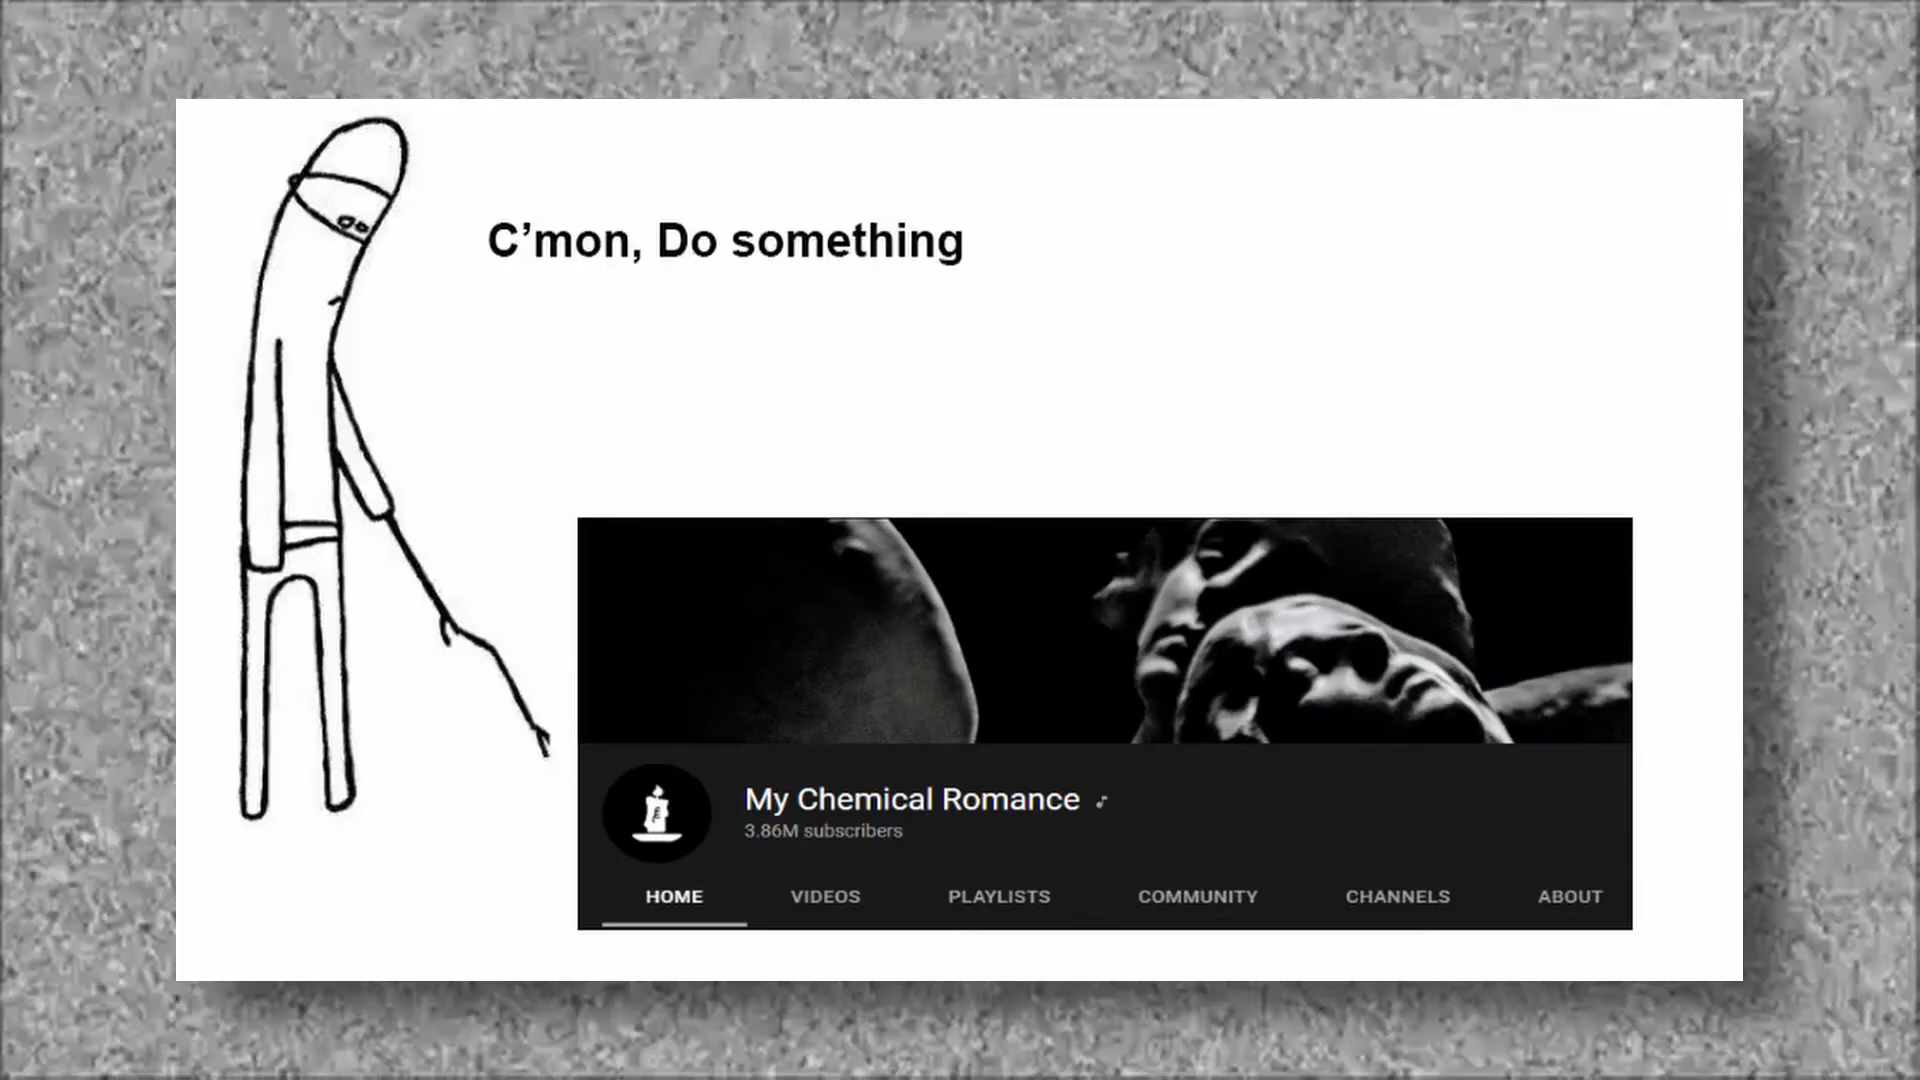 C’mon, Do something
My Chemical Romance
3.86M subscribers
HOME VIDEOS PLAYLISTS COMMUNITY CHANNELS ABOUT